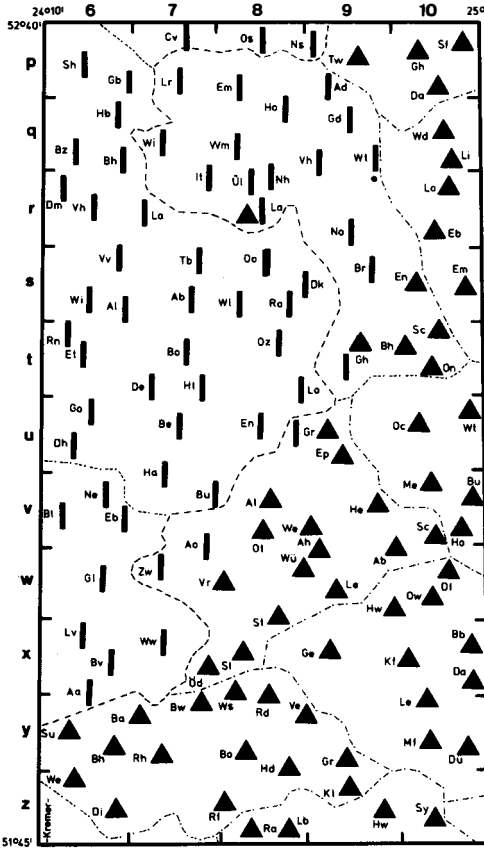 24°10' 6 7 8 9 10 25°
52°40'
Cv Os Ns Sf
p Sh Gb Lr Em Ad Tw Gh Da
q Hb Wi Wm Ho Gd Wd
Bz Bh It Ül Nh Vh Wt Li La
r Dm Vh La La No Eb
s Vv Tb Oo Br En Em
Wi Al Ab Wl Ra Dk
t Rn Et Bo Oz Gh Bh Sc On
De Hl Lo
u Go Be En Gr Oc Wt
Oh Ep
v Ha Me Bu
Ne Bu Al He
Bl Eb Ol We Ah Sc Ho
w Ao Wü Ab
Gl Zw Vr Le Ow Dl
St Hw
x Lv Ww Ge Kf Bb
Bv Od Sl Da
Aa Bw Ws Rd Le
y Su Ba Ve Mf Du
Bh Rh Bo Gr
We Hd Kl
z Di Rl Hw Sy
Ra Lb
51°45'
Kremer